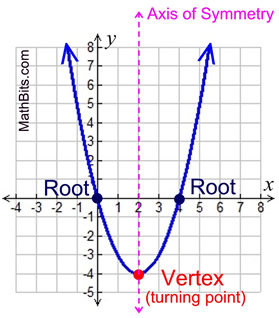 Axis of Symmetry
MathBits.com
y
8
7
6
5
4
3
2
1
Root
Root
x
-4 -3 -2 -1 1 2 3 4 5 6 7 8
-1
-2
-3
-4
-5
Vertex
(turning point)